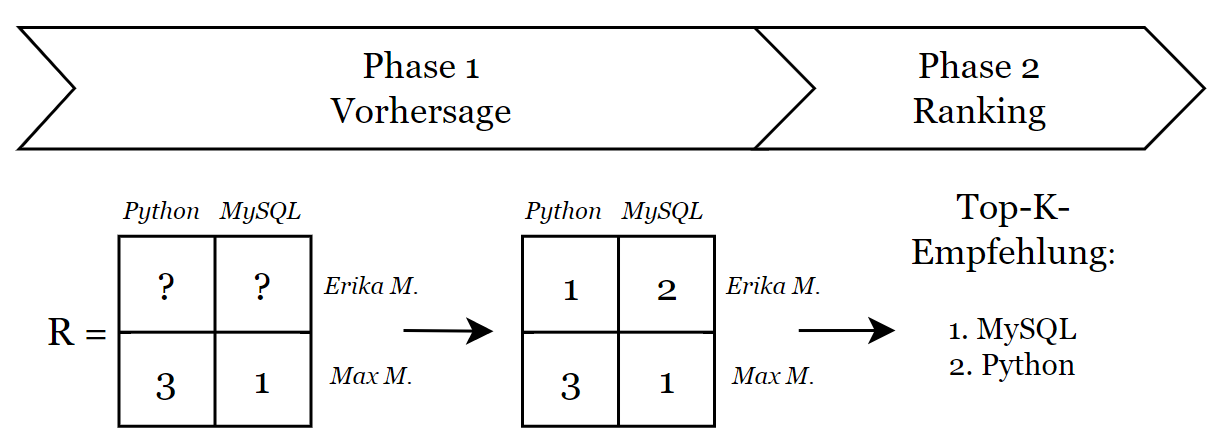 Phase 1
Vorhersage
Phase 2
Ranking
Python MySQL
? ? Erika M.
R =
3 1 Max M.
Python MySQL
1 2 Erika M.
3 1 Max M.
Top-K-
Empfehlung:
1. MySQL
2. Python